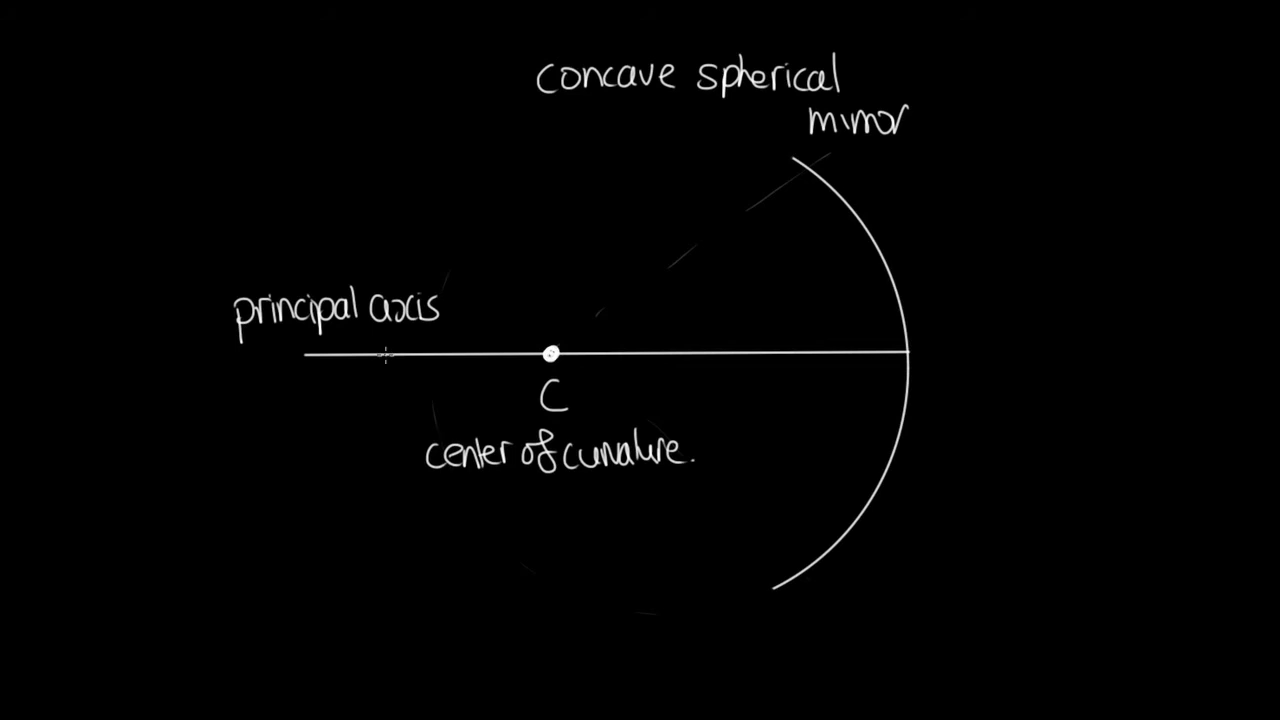 concave spherical
mirror
principal axis
C
center of curvature.